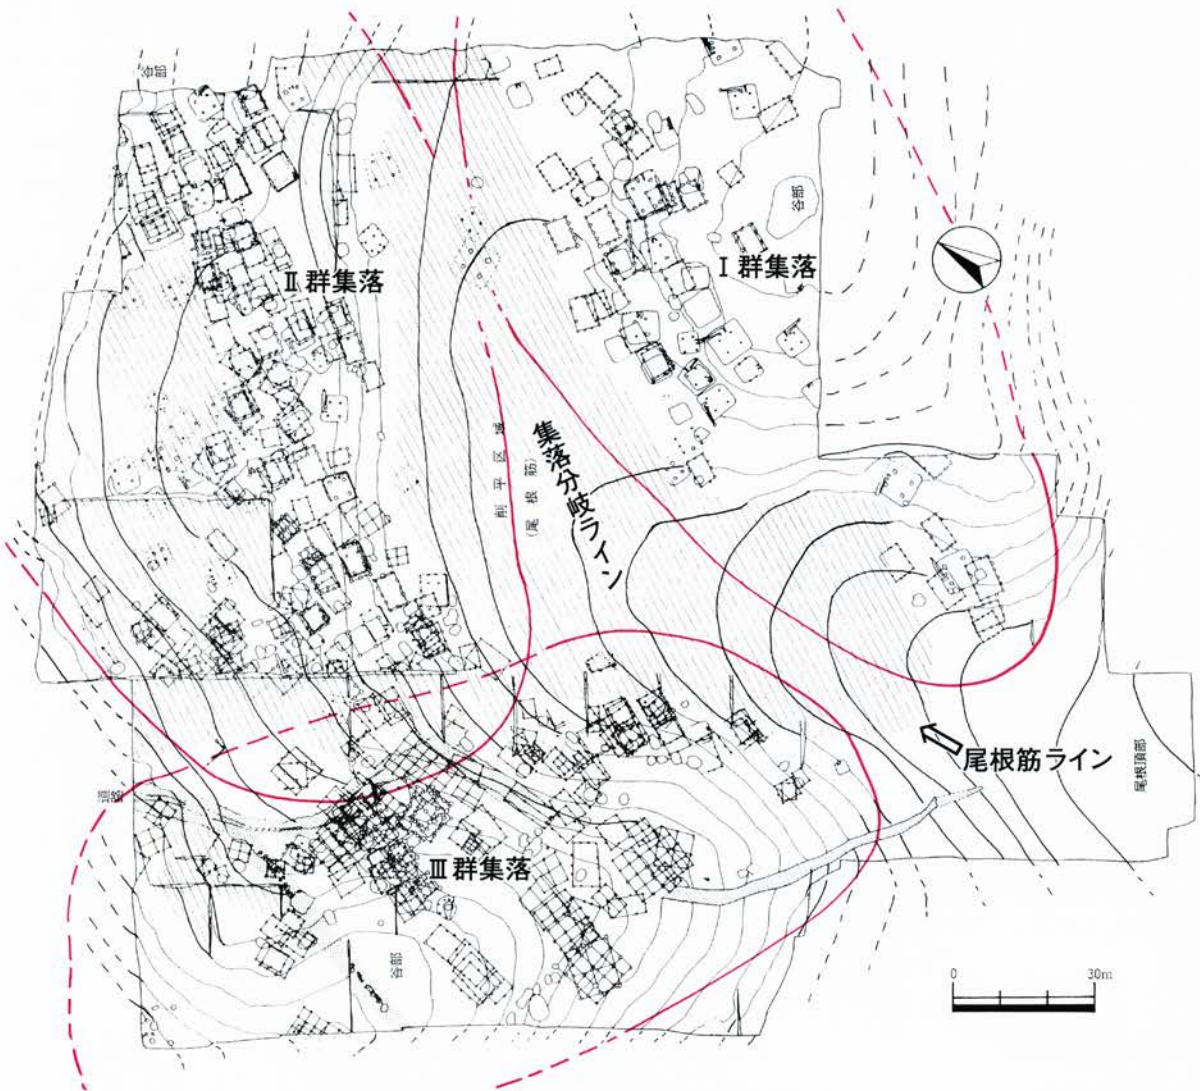 谷部
谷部
Ⅱ群集落
Ⅰ群集落
削平区域
(尾根筋)
集落分岐ライン
尾根筋ライン
尾根頂部
道路
Ⅲ群集落
谷部
0 30m